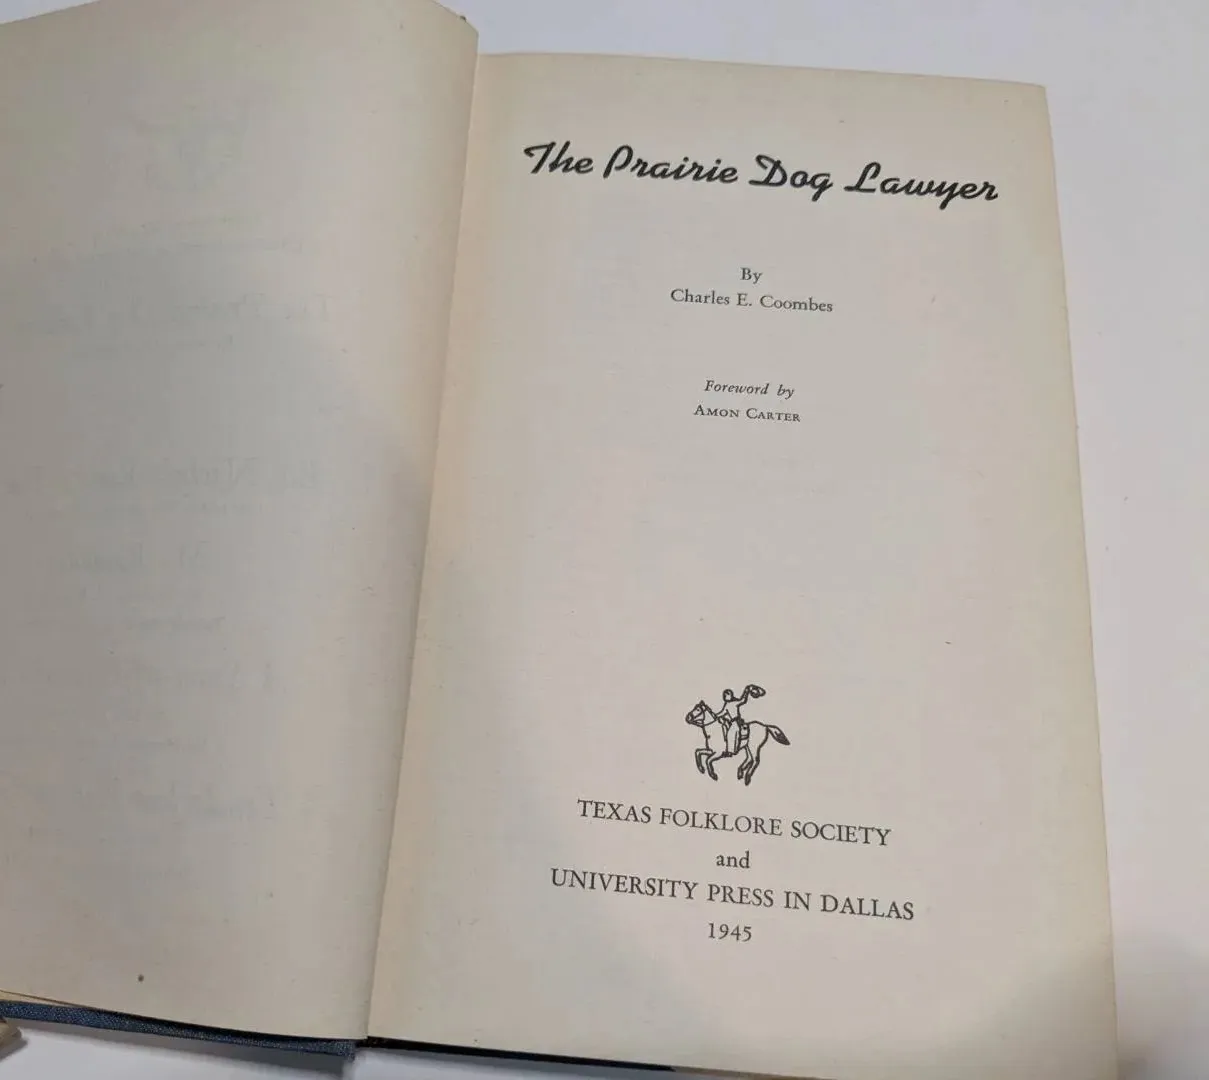 The Prairie Dog Lawyer
By
Charles E. Coombes
Foreword by
AMON CARTER
TEXAS FOLKLORE SOCIETY
and
UNIVERSITY PRESS IN DALLAS
1945